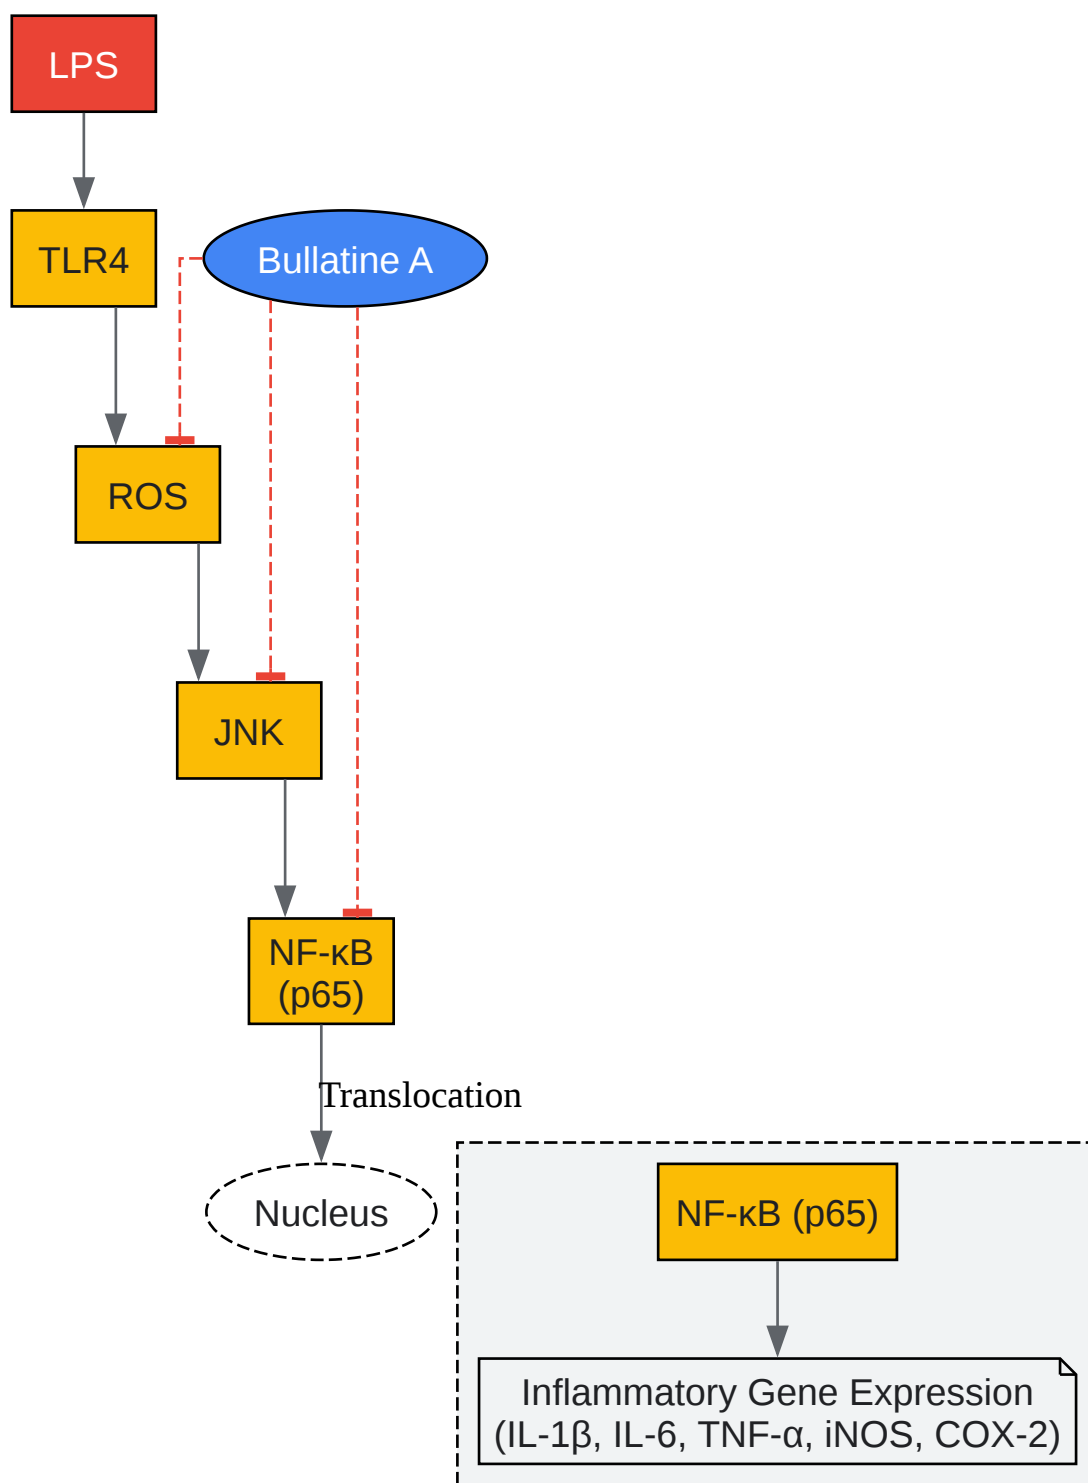 LPS
TLR4
Bullatine A
ROS
JNK
NF-κB
(p65)
Translocation
Nucleus
NF-κB (p65)
Inflammatory Gene Expression
(IL-1β, IL-6, TNF-α, iNOS, COX-2)